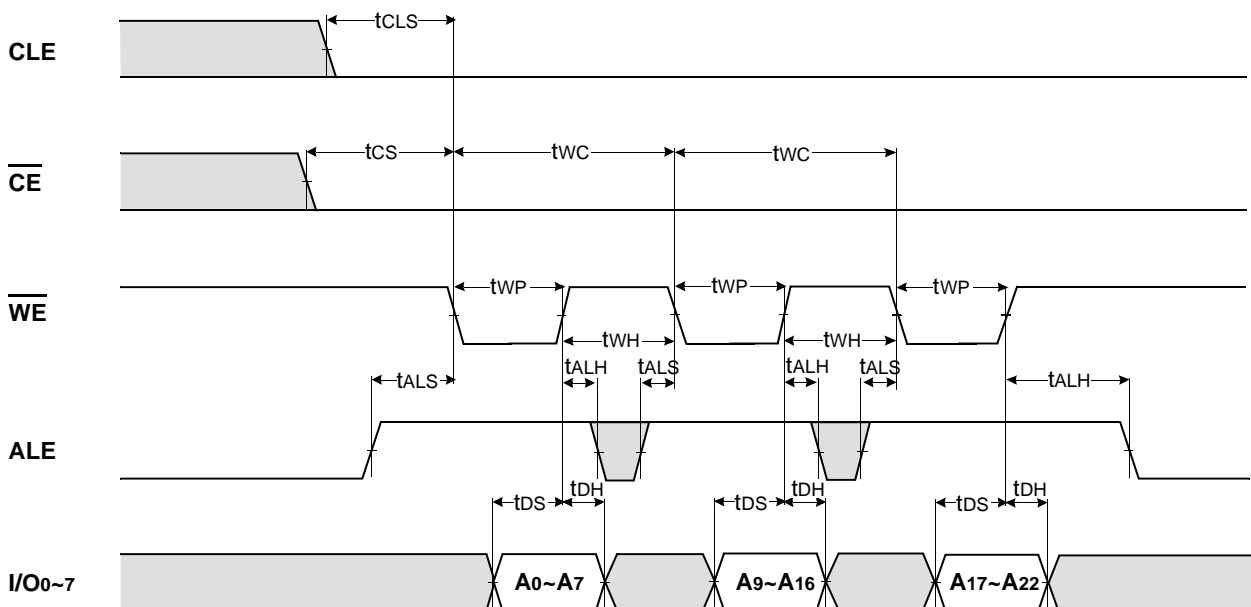 CLE
tCLS
CE
tCS
tWC
tWC
WE
tWP
tWP
tWP
tWH
tWH
tALS
tALH
tALS
tALH
tALS
tALH
ALE
tDS
tDH
tDS
tDH
tDS
tDH
I/O0~7
A0~A7
A9~A16
A17~A22